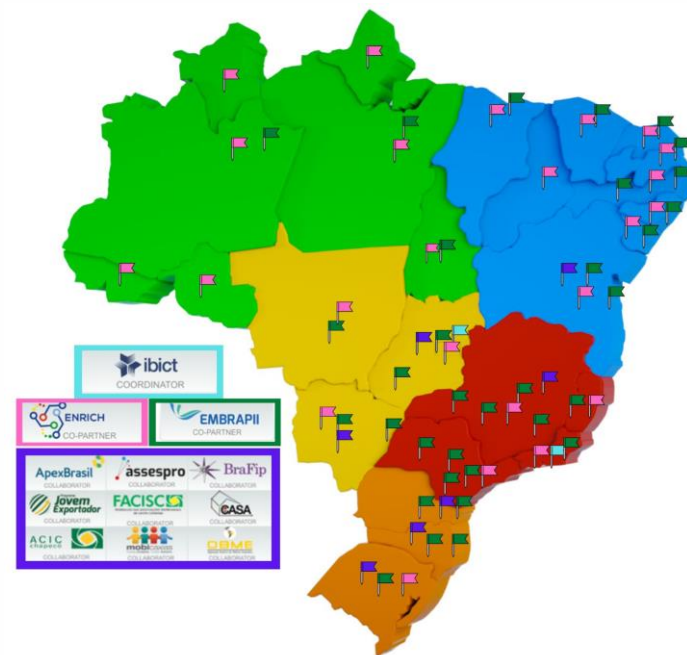 ibict
COORDINATOR
ENRICH
CO-PARTNER
EMBRAPII
CO-PARTNER
ApexBrasil
COLLABORATOR
assespro
COLLABORATOR
BraFip
COLLABORATOR
Jovem
Exportador
COLLABORATOR
FACISC
COLLABORATOR
CASA
COLLABORATOR
ACIC
chapecó
COLLABORATOR
COLLABORATOR
COLLABORATOR